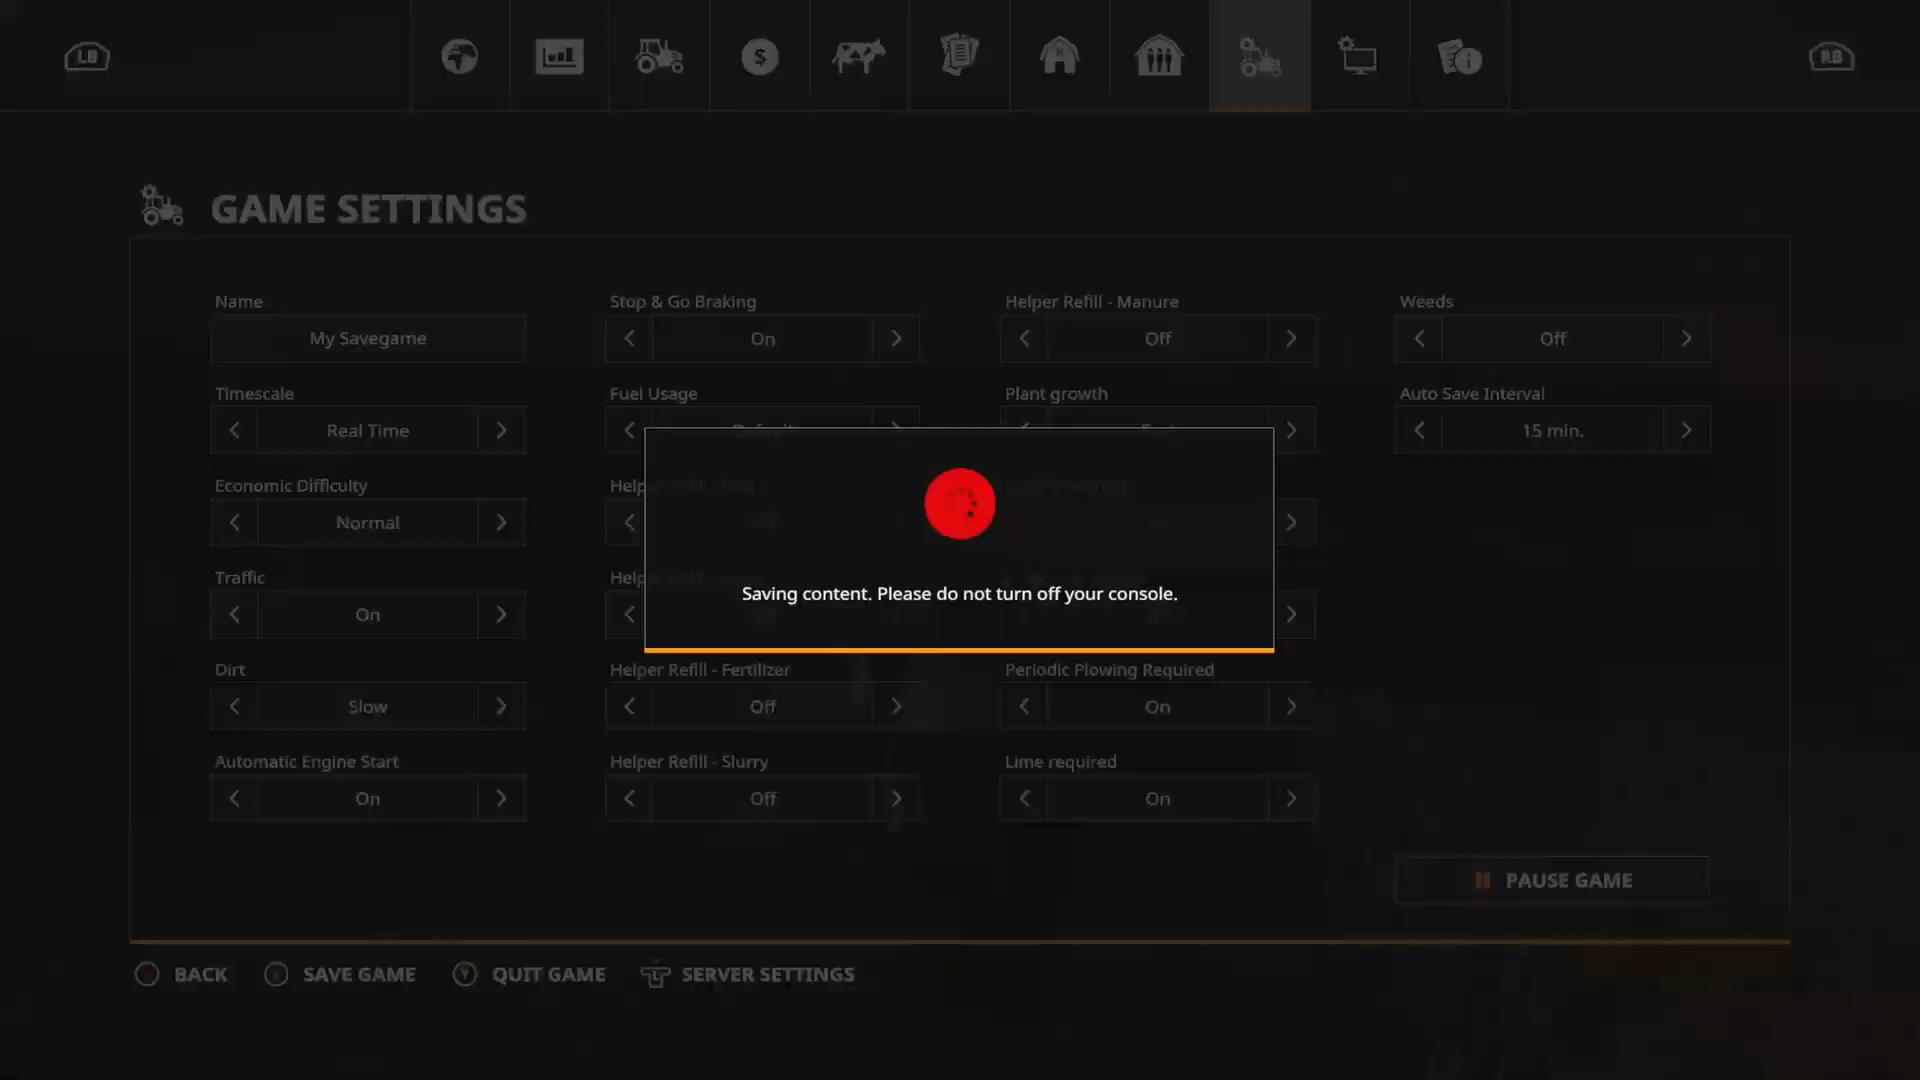 LB
$
RB
GAME SETTINGS
Name
My Savegame
Timescale
Real Time
Economic Difficulty
Normal
Traffic
On
Dirt
Slow
Automatic Engine Start
On
Stop & Go Braking
On
Fuel Usage
Default
Help
Help
Helper Refill - Fertilizer
Off
Helper Refill - Slurry
Off
Helper Refill - Manure
Off
Plant growth
Periodic Plowing Required
On
Lime required
On
Weeds
Off
Auto Save Interval
15 min.
Saving content. Please do not turn off your console.
PAUSE GAME
BACK
SAVE GAME
Y QUIT GAME
SERVER SETTINGS